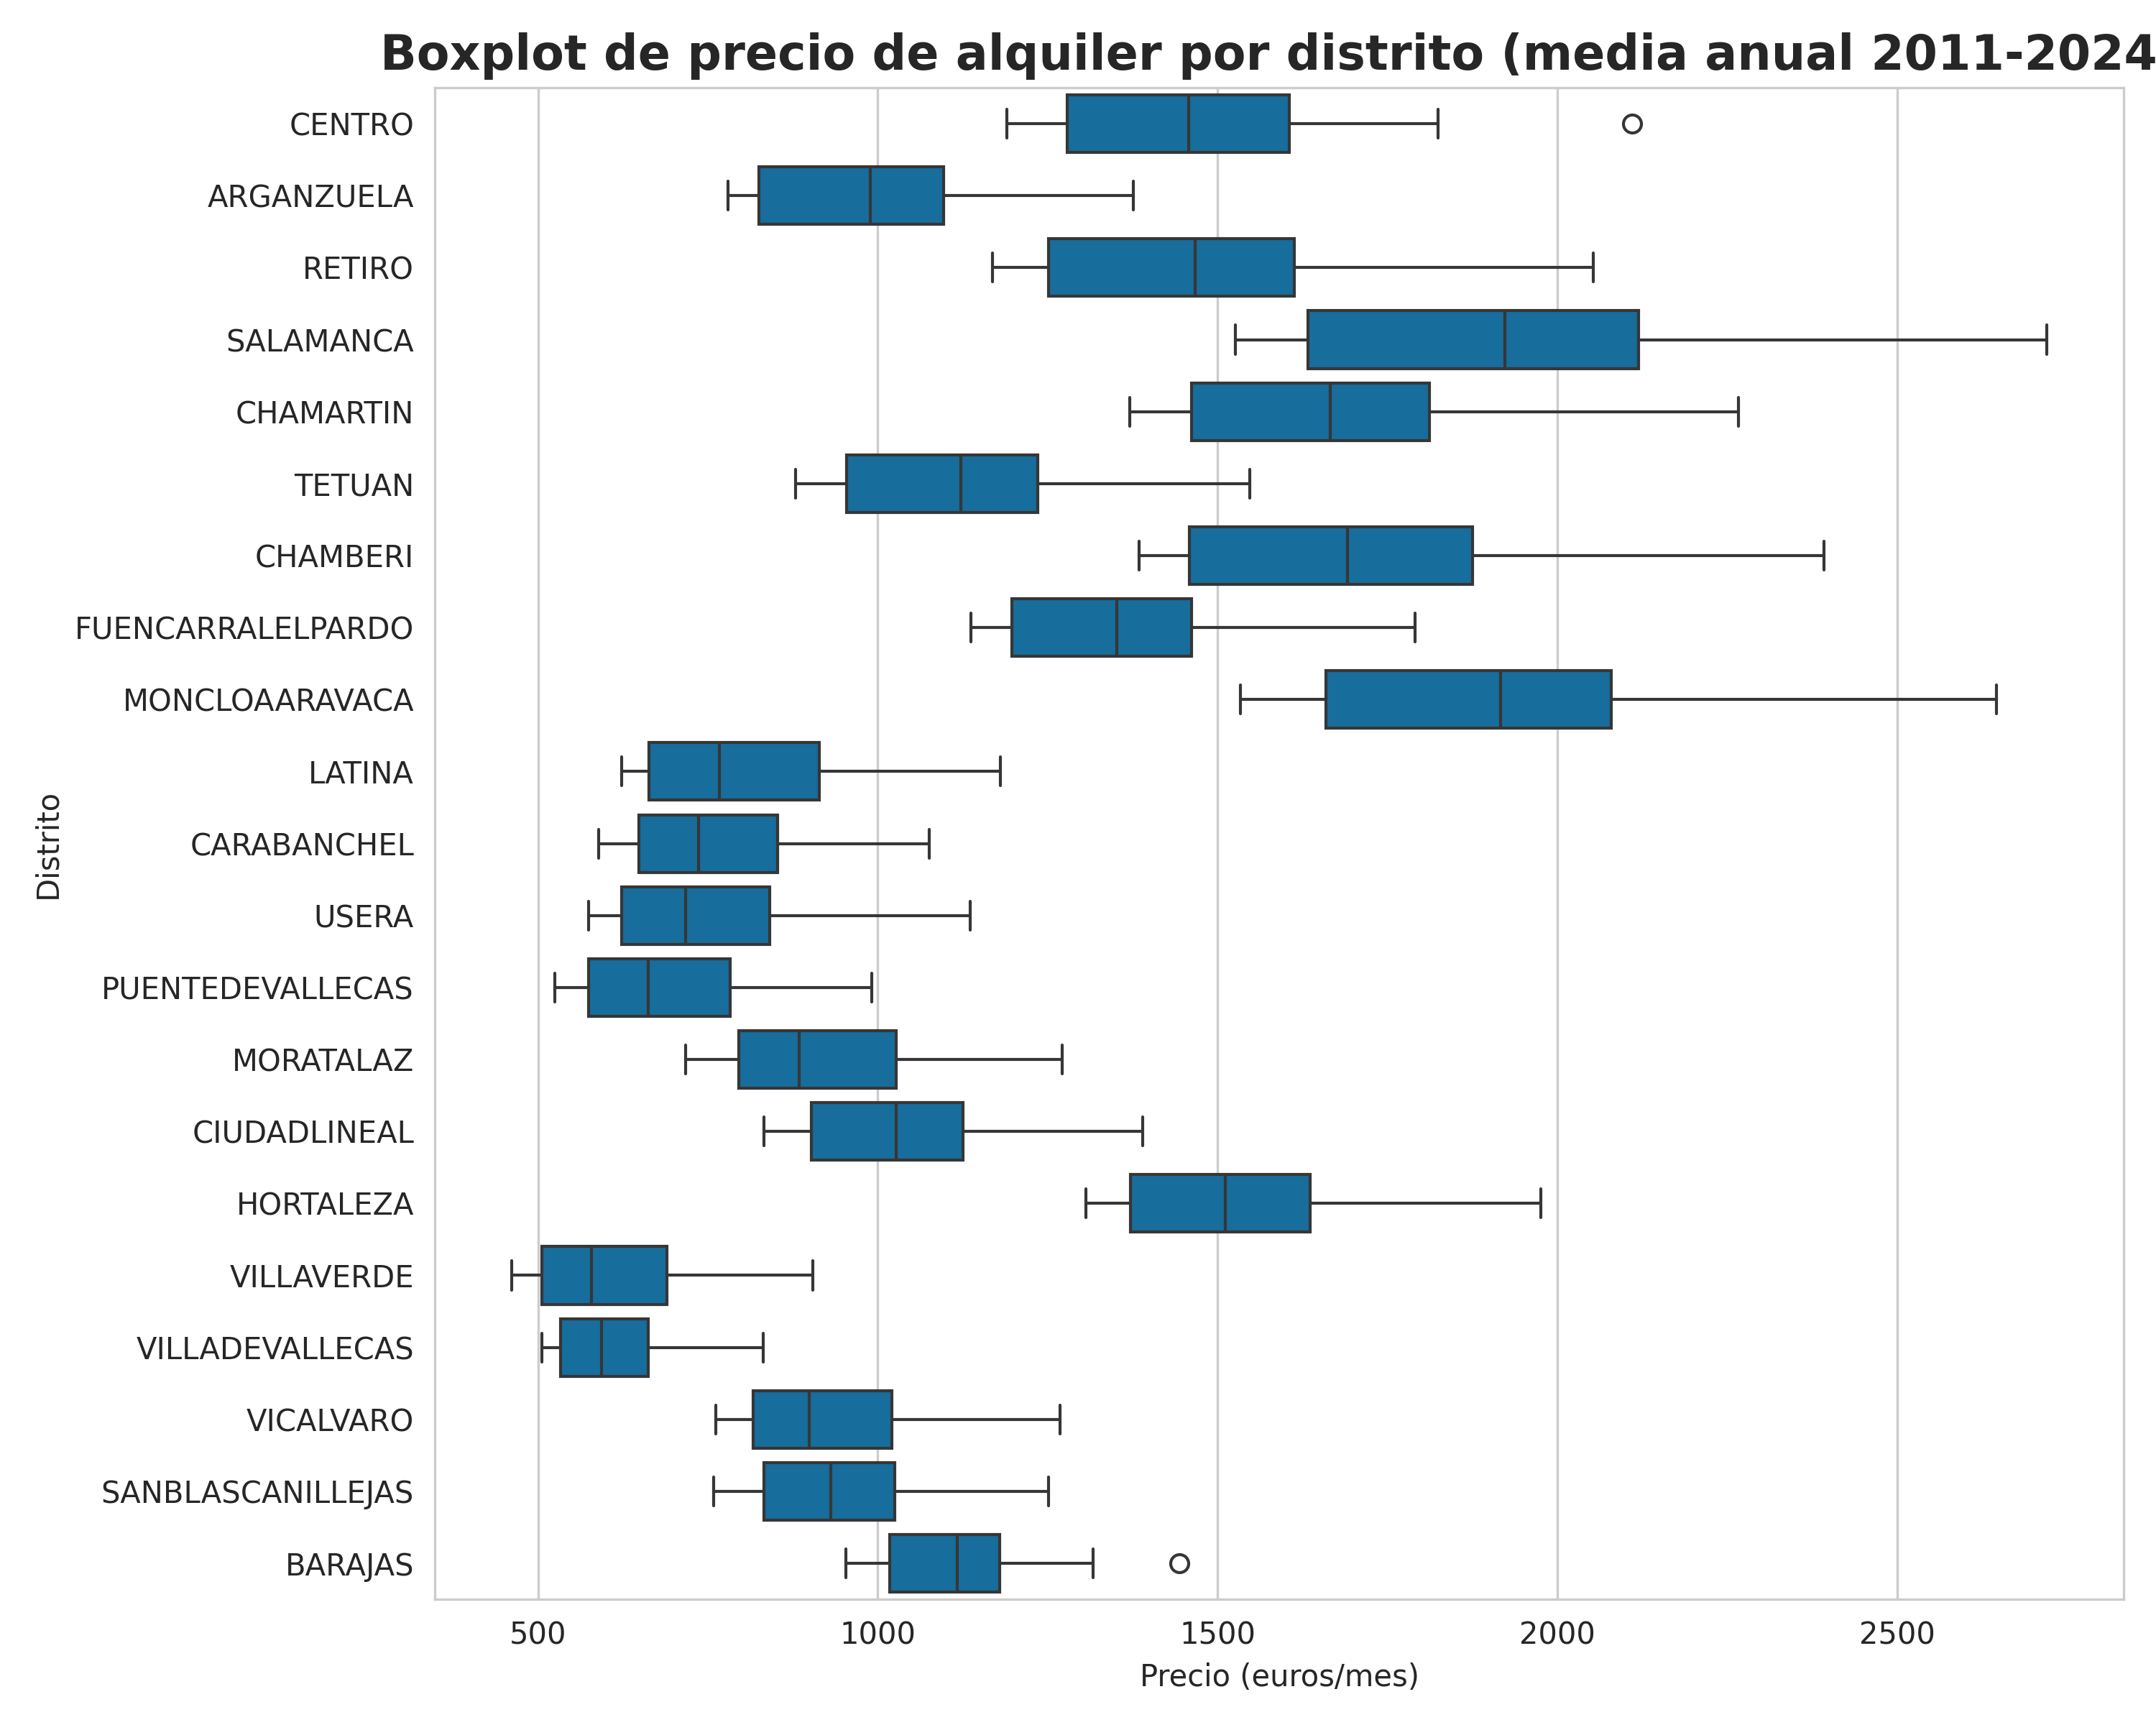 Boxplot de precio de alquiler por distrito (media anual 2011-2024
CENTRO
ARGANZUELA
RETIRO
SALAMANCA
CHAMARTIN
TETUAN
CHAMBERI
FUENCARRALELPARDO
MONCLOAARAVACA
LATINA
CARABANCHEL
USERA
PUENTEDEVALLECAS
MORATALAZ
CIUDADLINEAL
HORTALEZA
VILLAVERDE
VILLADEVALLECAS
VICALVARO
SANBLASCANILLEJAS
BARAJAS
Distrito
500 1000 1500 2000 2500
Precio (euros/mes)